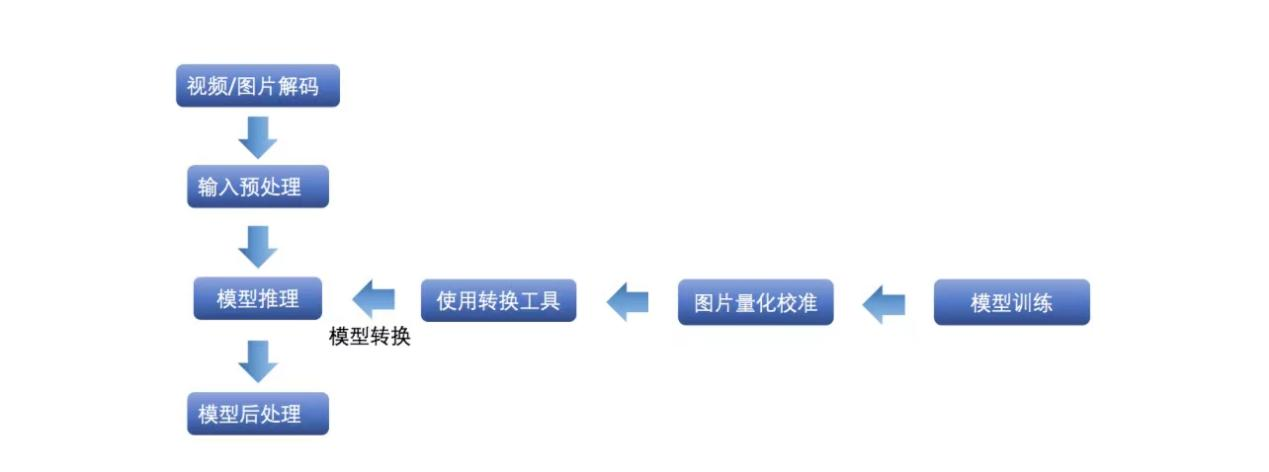 视频/图片解码
输入预处理
模型推理
使用转换工具
图片量化校准
模型训练
模型转换
模型后处理